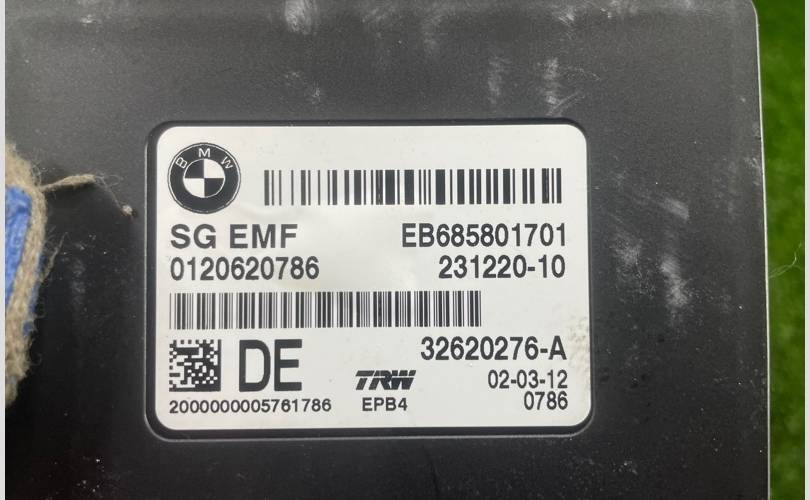 BMW
SG EMF EB685801701
0120620786 231220-10
32620276-A
DE TRW 02-03-12
2000000005761786 EPB4 0786